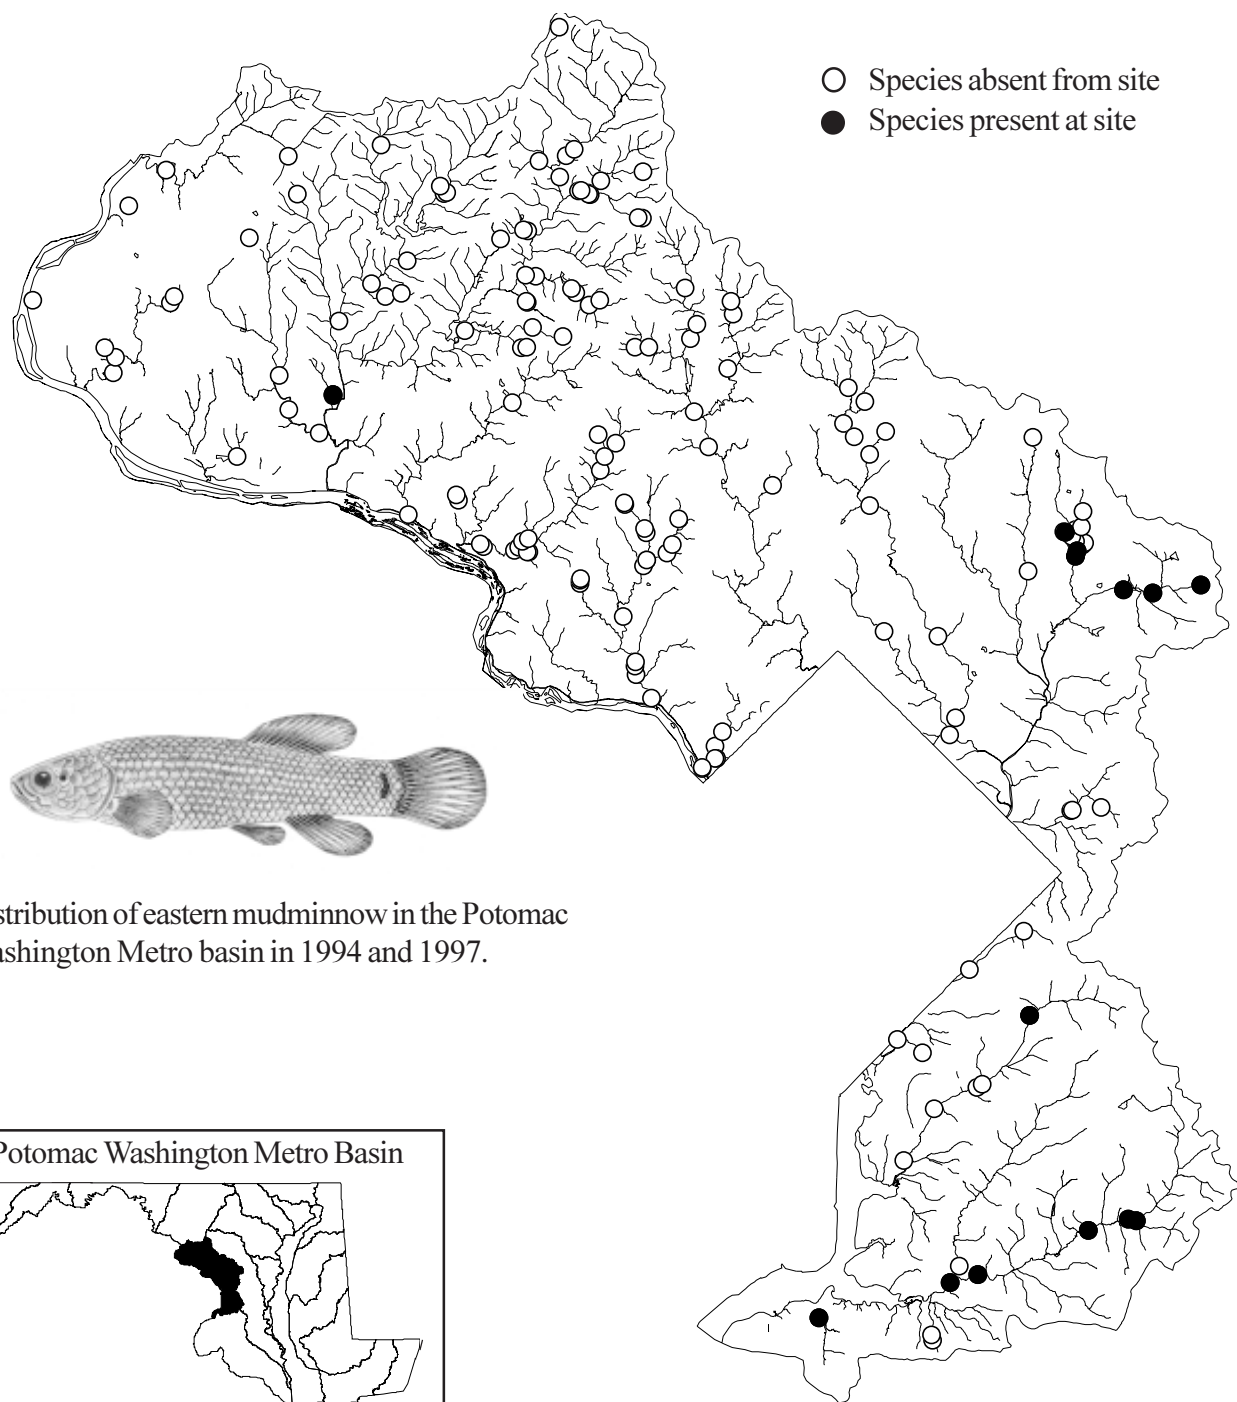 Species absent from site
Species present at site
stribution of eastern mudminnow in the Potomac
ashington Metro basin in 1994 and 1997.
Potomac Washington Metro Basin